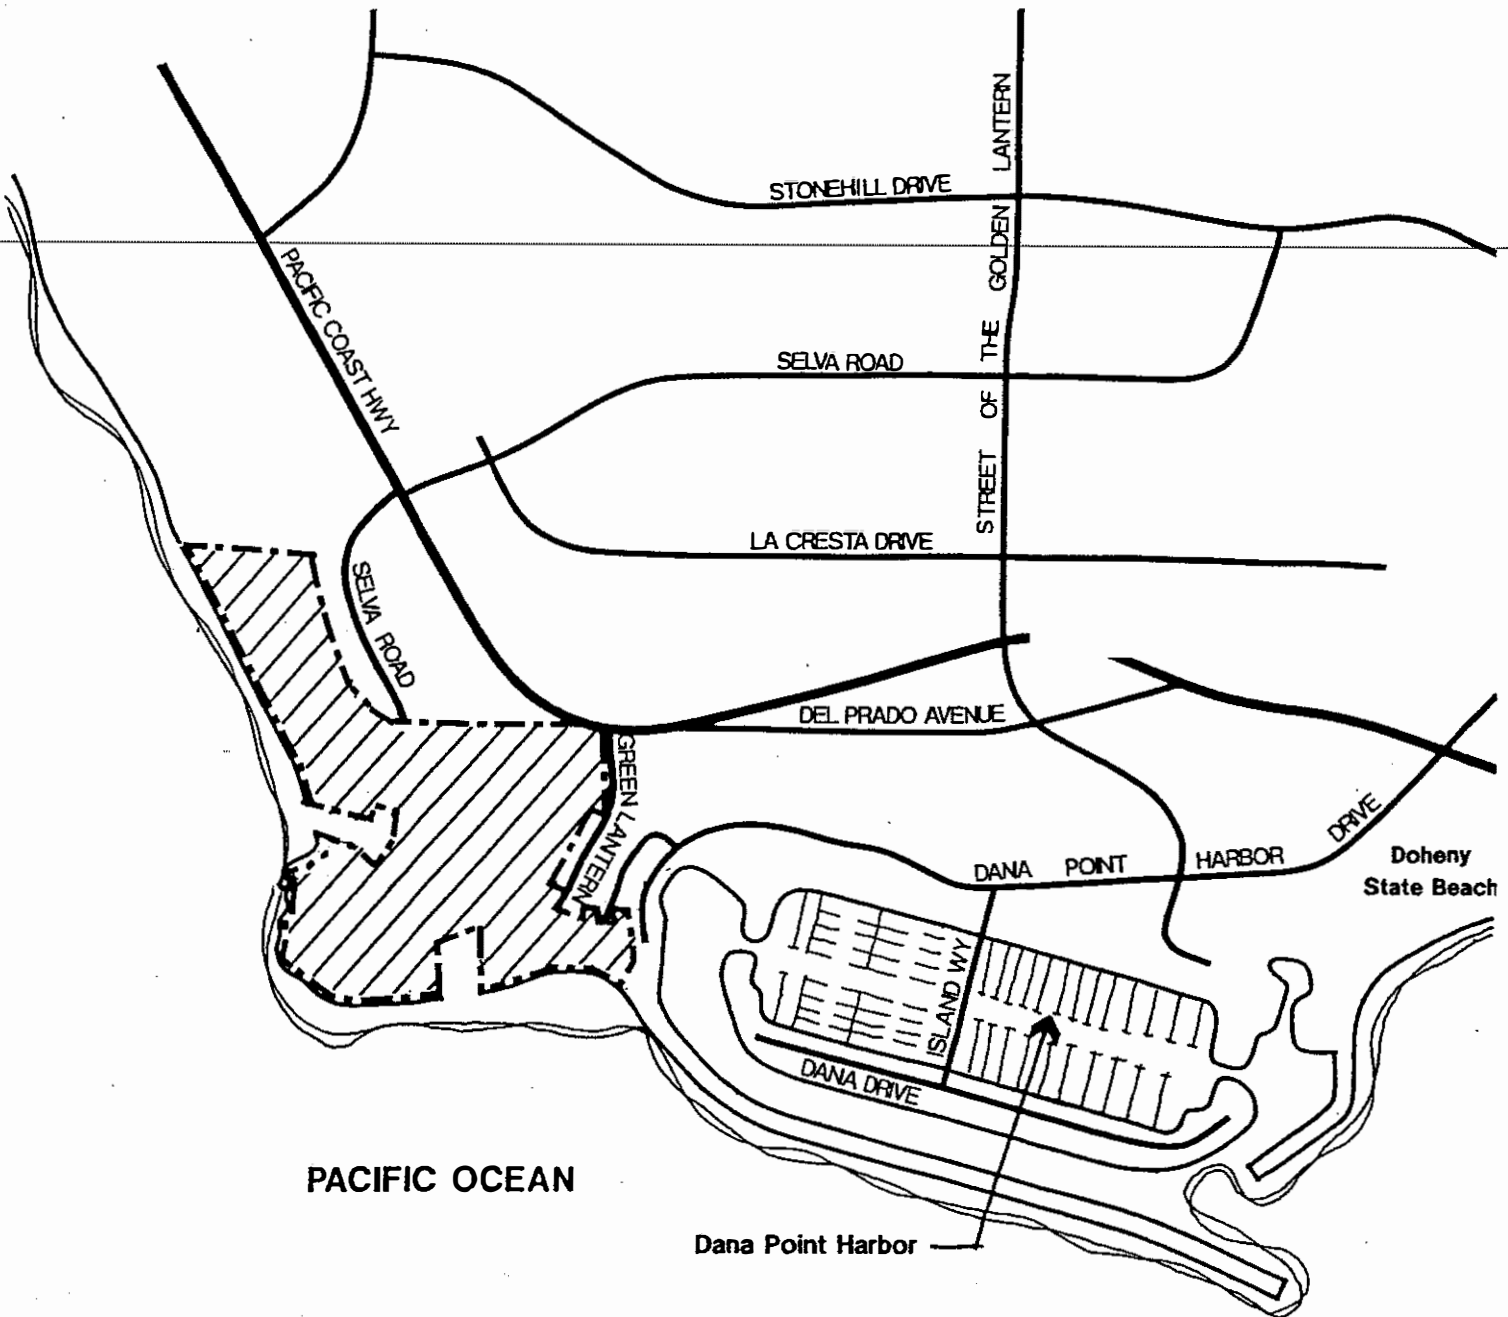 STREET OF THE GOLDEN LANTERN
STONEHILL DRIVE
PACIFIC COAST HWY
SELVA ROAD
LA CRESTA DRIVE
SELVA ROAD
DEL PRADO AVENUE
GREEN LANTERN
DANA POINT HARBOR DRIVE
Doheny
State Beach
ISLAND WY
DANA DRIVE
PACIFIC OCEAN
Dana Point Harbor